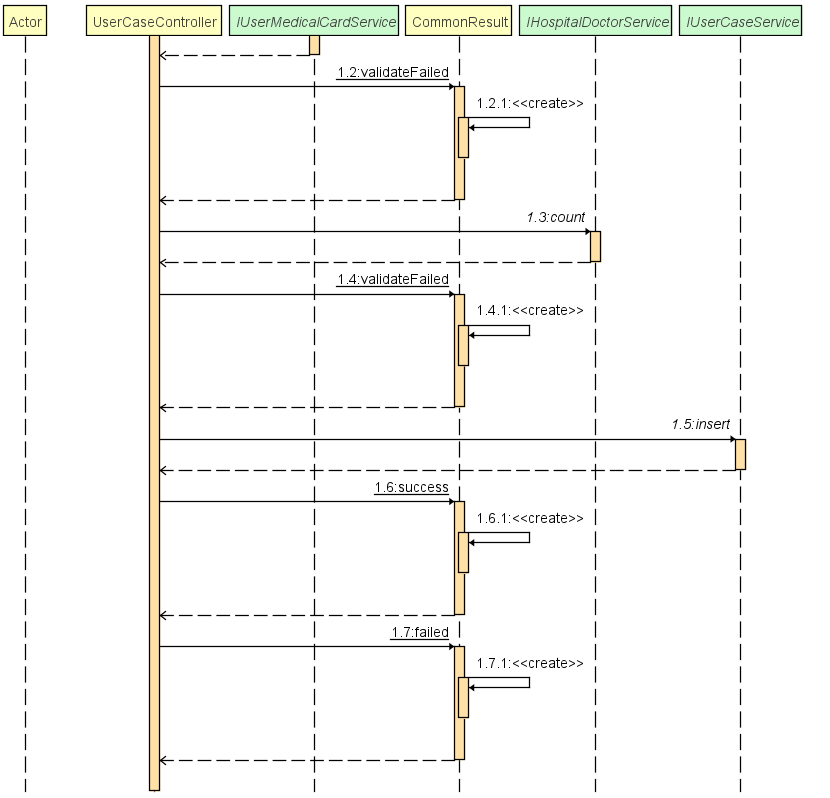 Actor
UserCaseController
IUserMedicalCardService
CommonResult
IHospitalDoctorService
IUserCaseService
1.2:validateFailed
1.2.1:<<create>>
1.3:count
1.4:validateFailed
1.4.1:<<create>>
1.5:insert
1.6:success
1.6.1:<<create>>
1.7:failed
1.7.1:<<create>>